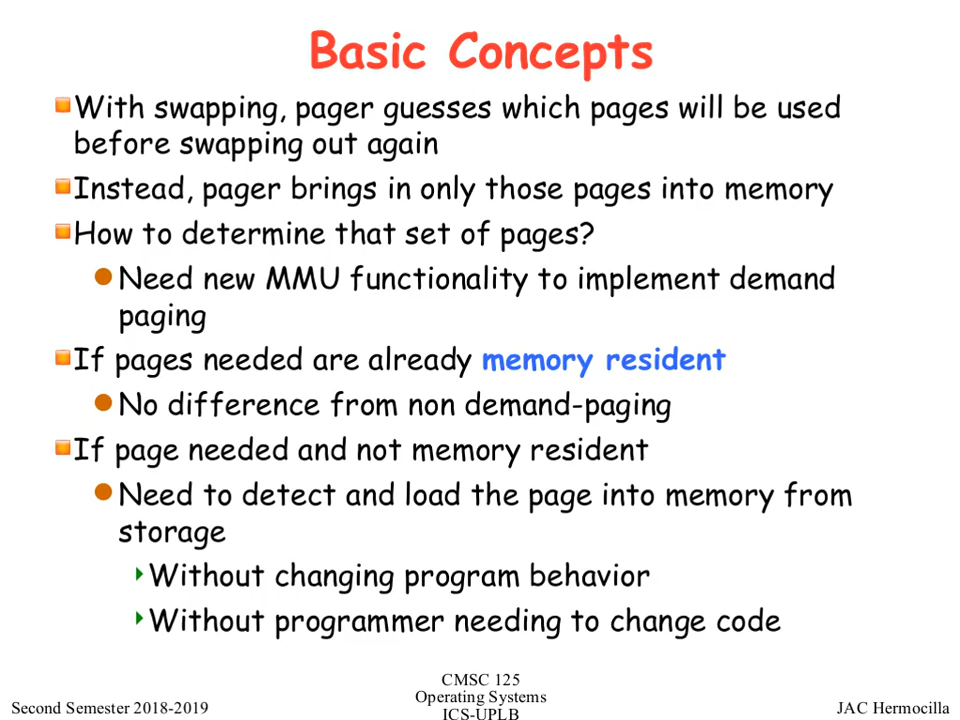 Basic Concepts
With swapping, pager guesses which pages will be used
before swapping out again
Instead, pager brings in only those pages into memory
How to determine that set of pages?
Need new MMU functionality to implement demand
paging
If pages needed are already memory resident
No difference from non demand-paging
If page needed and not memory resident
Need to detect and load the page into memory from
storage
Without changing program behavior
Without programmer needing to change code
Second Semester 2018-2019
CMSC 125
Operating Systems
ICS-UPLB
JAC Hermocilla